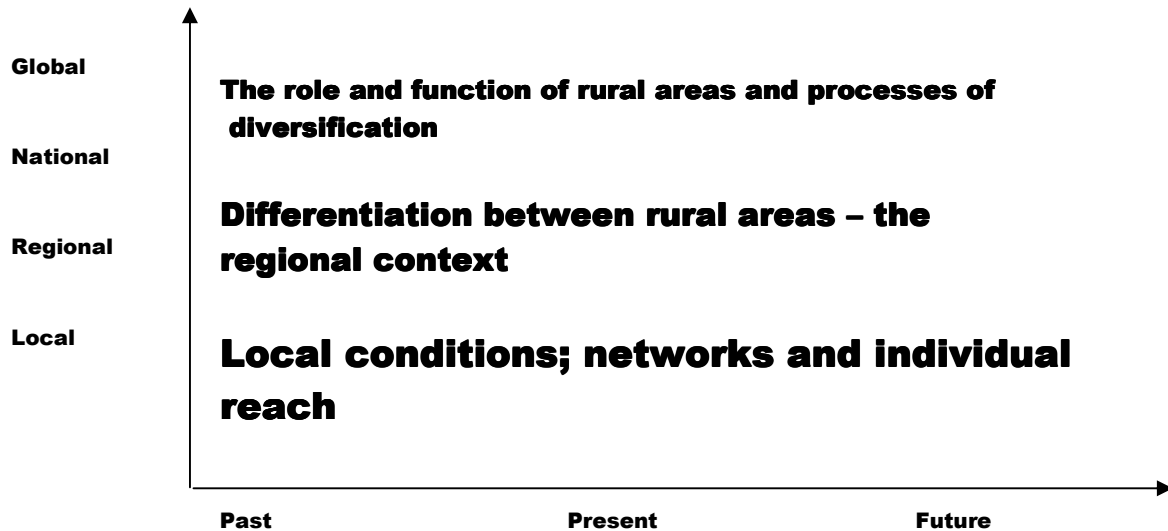 Global
The role and function of rural areas and processes of
diversification
National
Differentiation between rural areas – the
Regional
regional context
Local
Local conditions; networks and individual
reach
Past Present Future